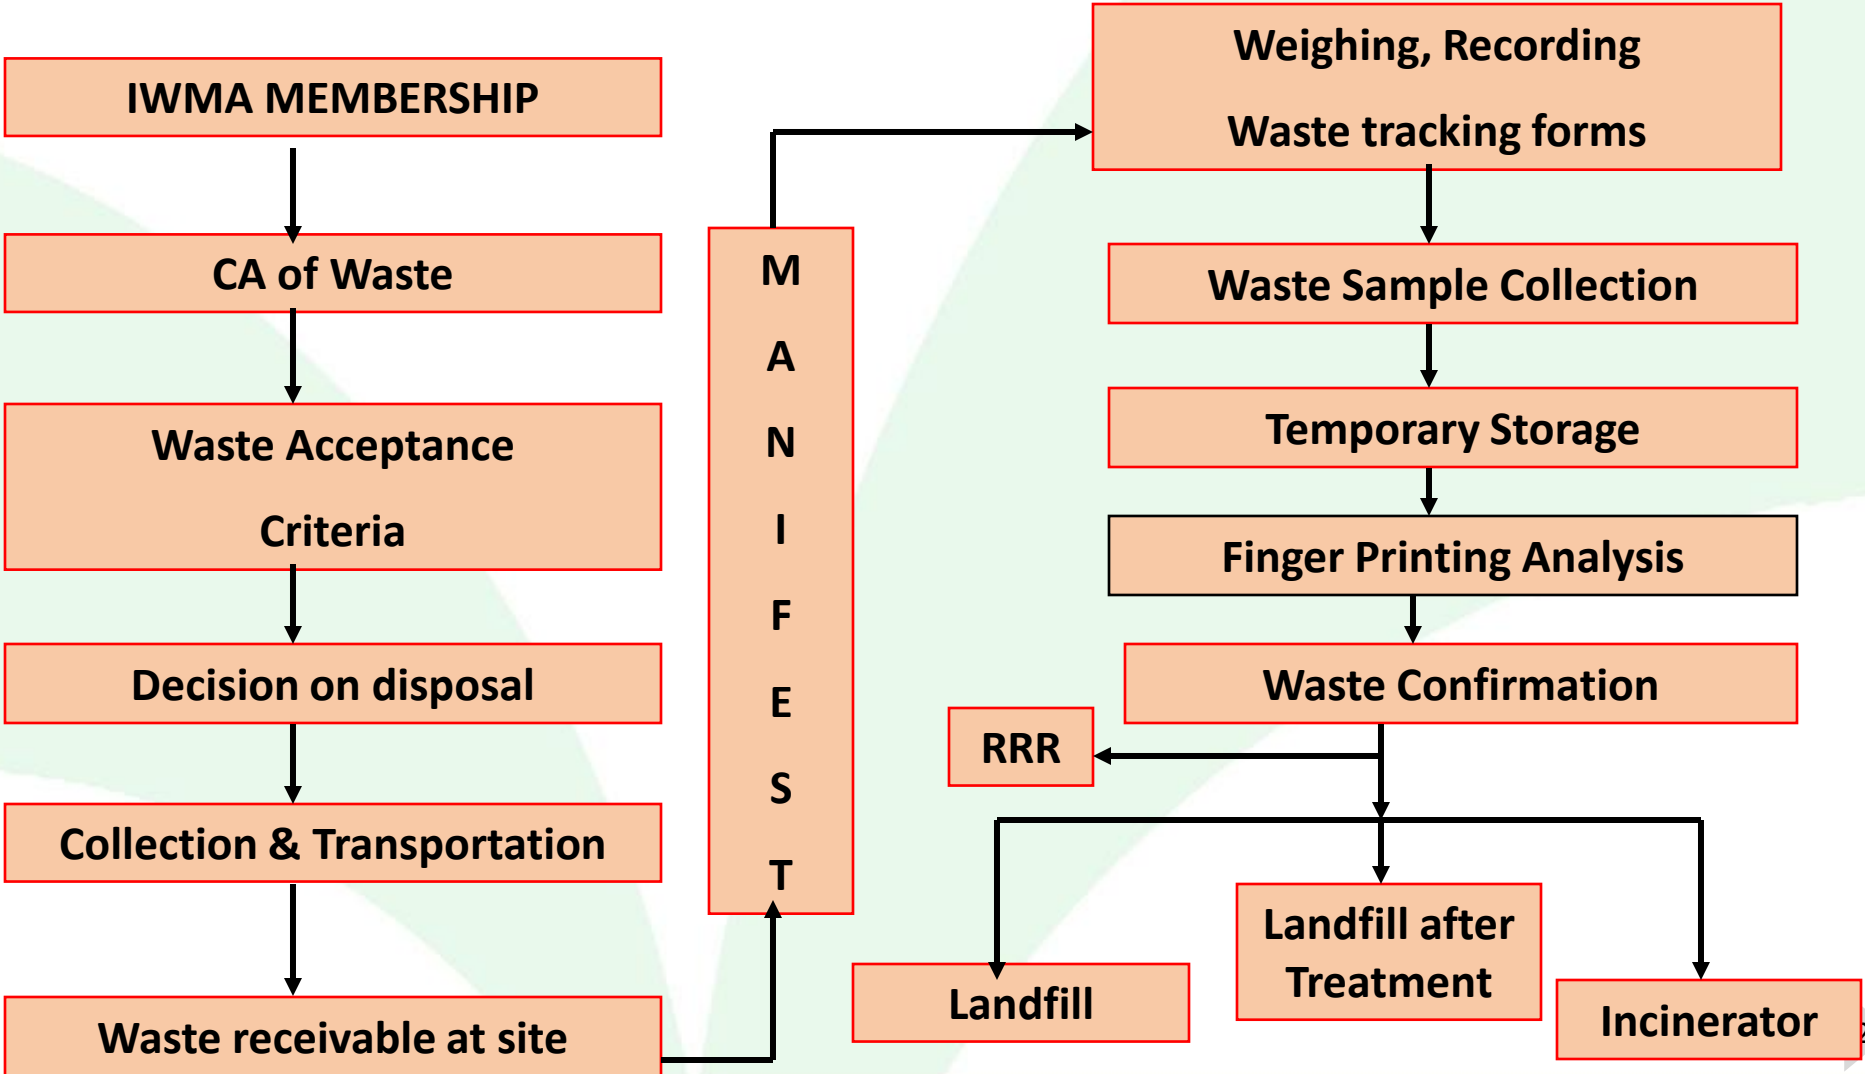 IWMA MEMBERSHIP
CA of Waste
Waste Acceptance
Criteria
Decision on disposal
Collection & Transportation
Waste receivable at site
M
A
N
I
F
E
S
T
Weighing, Recording
Waste tracking forms
Waste Sample Collection
Temporary Storage
Finger Printing Analysis
Waste Confirmation
RRR
Landfill
Landfill after
Treatment
Incinerator